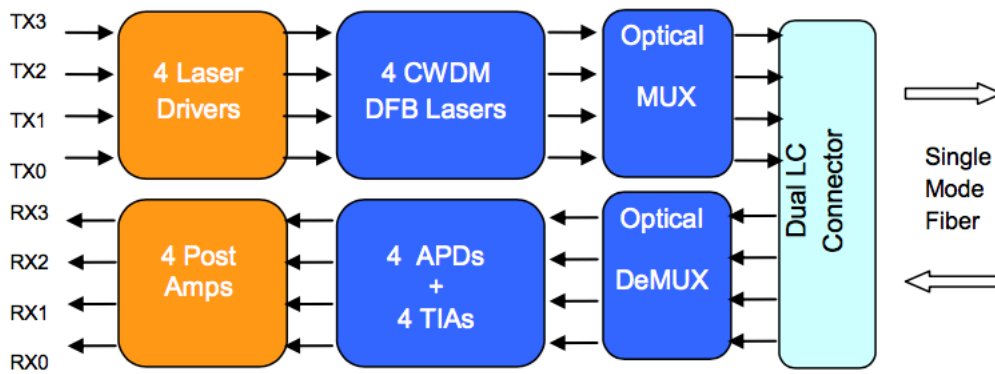 TX3
TX2
TX1
TX0
4 Laser
Drivers
4 CWDM
DFB Lasers
Optical
MUX
Dual LC
Connector
Single
Mode
Fiber
RX3
RX2
RX1
RX0
4 Post
Amps
4 APDs
+
4 TIAs
Optical
DeMUX